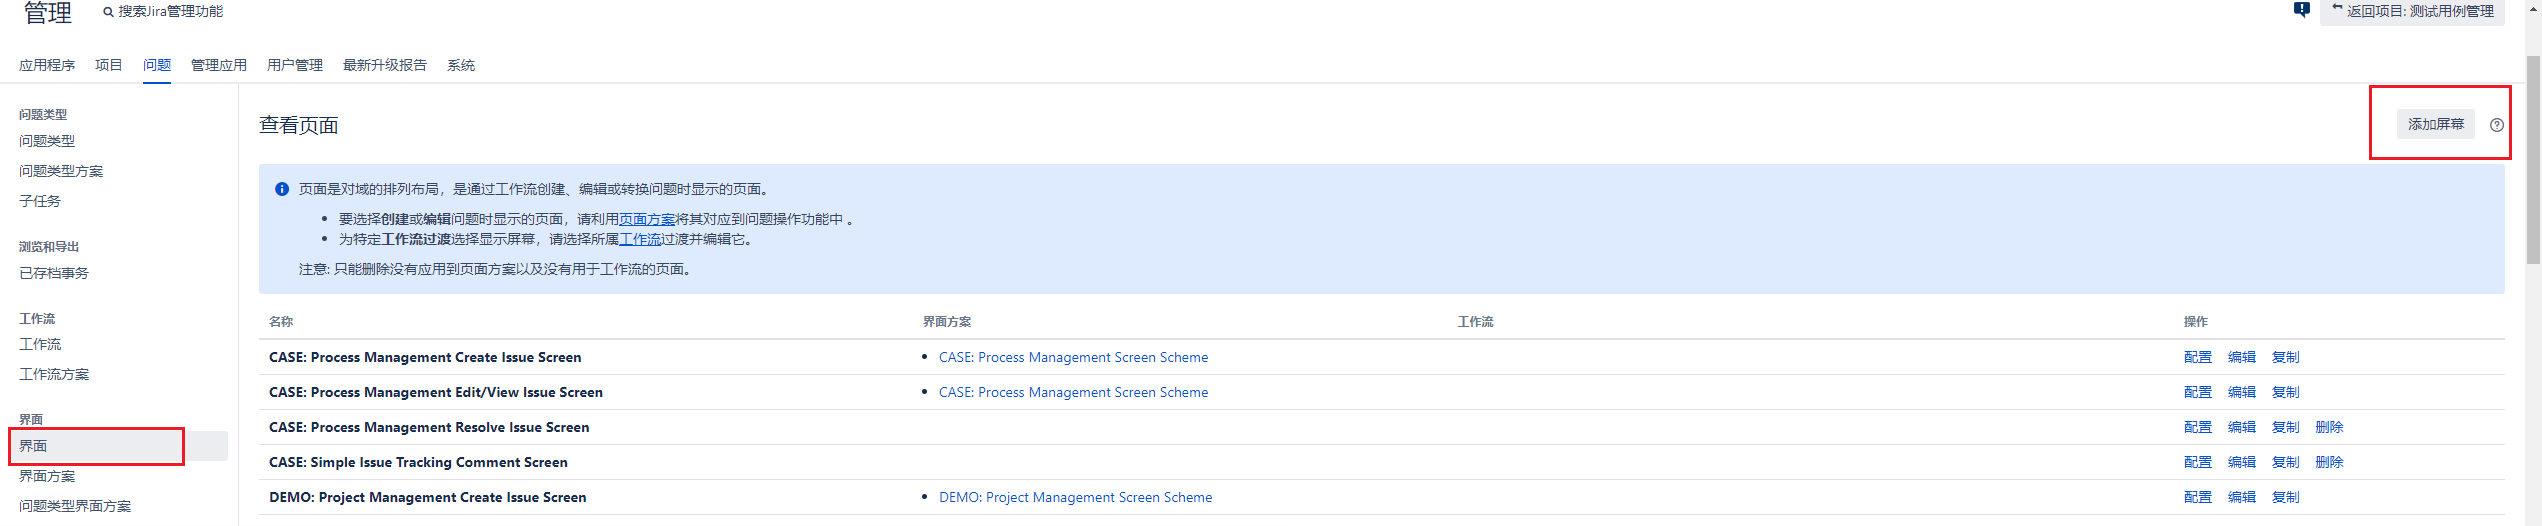 管理 搜索Jira管理功能 返回项目: 测试用例管理
应用程序 项目 问题 管理应用 用户管理 最新升级报告 系统
问题类型
问题类型
问题类型方案
子任务
浏览和导出
已存档事务
工作流
工作流
工作流方案
界面
界面
界面方案
问题类型界面方案
查看页面 添加屏幕
页面是对域的排列布局，是通过工作流创建、编辑或转换问题时显示的页面。
• 要选择创建或编辑问题时显示的页面，请利用页面方案将其对应到问题操作功能中 。
• 为特定工作流过渡选择显示屏幕，请选择所属工作流过渡并编辑它。
注意: 只能删除没有应用到页面方案以及没有用于工作流的页面。
名称 界面方案 工作流 操作
CASE: Process Management Create Issue Screen • CASE: Process Management Screen Scheme 配置 编辑 复制
CASE: Process Management Edit/View Issue Screen • CASE: Process Management Screen Scheme 配置 编辑 复制
CASE: Process Management Resolve Issue Screen 配置 编辑 复制 删除
CASE: Simple Issue Tracking Comment Screen 配置 编辑 复制 删除
DEMO: Project Management Create Issue Screen • DEMO: Project Management Screen Scheme 配置 编辑 复制